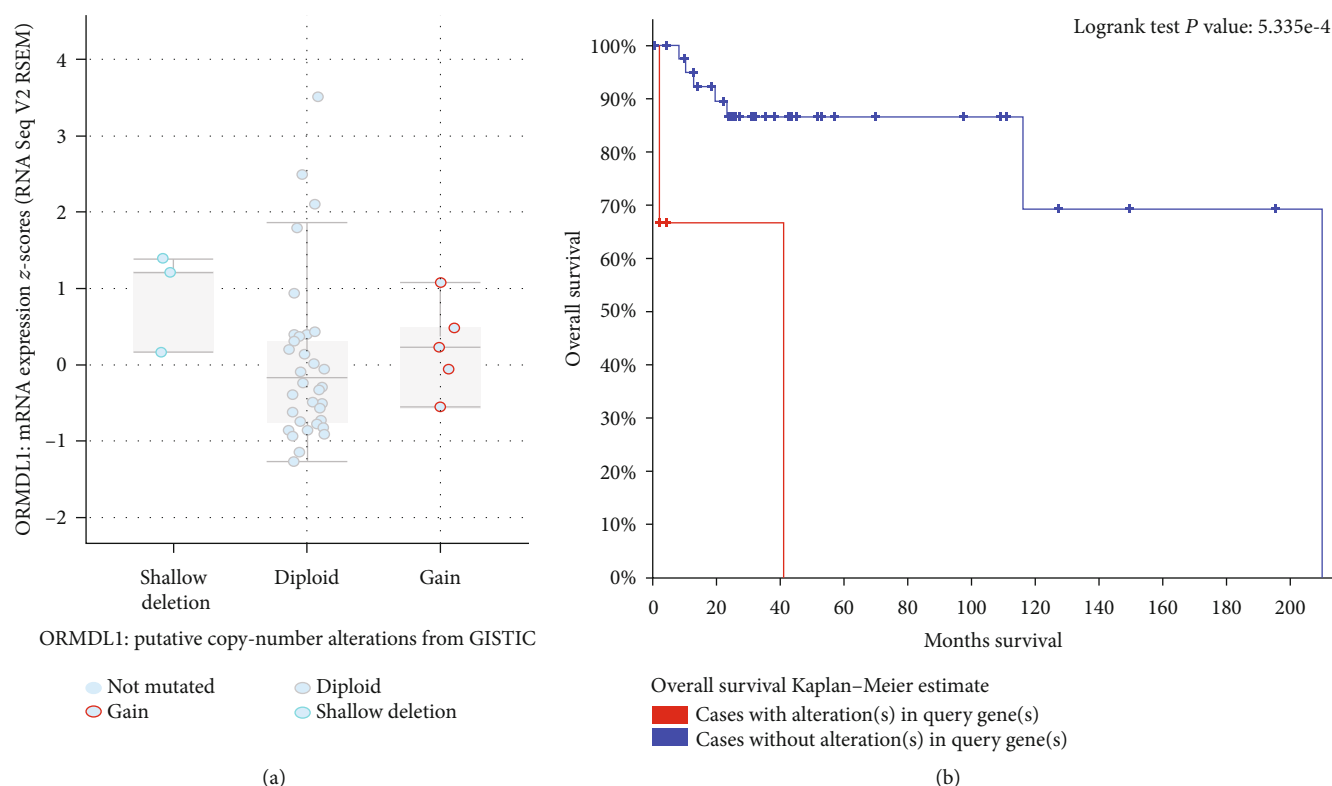 ORMDL1: mRNA expression z-scores (RNA Seq V2 RSEM)
4
3
2
1
0
–1
–2
Shallow
deletion
Diploid
Gain
ORMDL1: putative copy-number alterations from GISTIC
Not mutated
Diploid
Gain
Shallow deletion
(a)
Logrank test P value: 5.335e-4
Overall survival
100%
90%
80%
70%
60%
50%
40%
30%
20%
10%
0%
0 20 40 60 80 100 120 140 160 180 200
Months survival
Overall survival Kaplan–Meier estimate
Cases with alteration(s) in query gene(s)
Cases without alteration(s) in query gene(s)
(b)